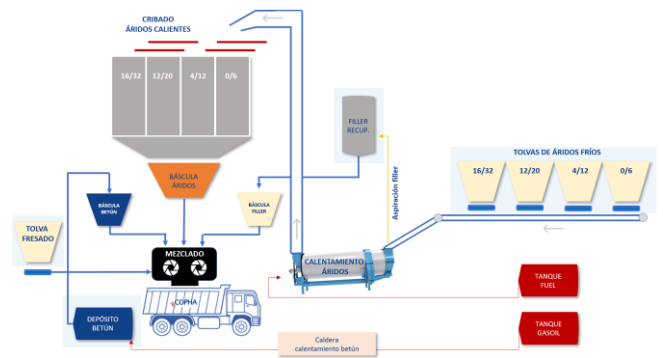 CRIBADO
ÁRIDOS CALIENTES
16/32
12/20
4/12
0/6
FILLER
RECUP.
TOLVAS DE ÁRIDOS FRÍOS
16/32
12/20
4/12
0/6
BÁSCULA
ÁRIDOS
BÁSCULA
BETÚN
BÁSCULA
FILLER
Aspiración filler
TOLVA
FRESADO
MEZCLADO
CALENTAMIENTO
ÁRIDOS
TANQUE
FUEL
COPHA
DEPÓSITO
BETÚN
TANQUE
GASOIL
Caldera
calentamiento betún